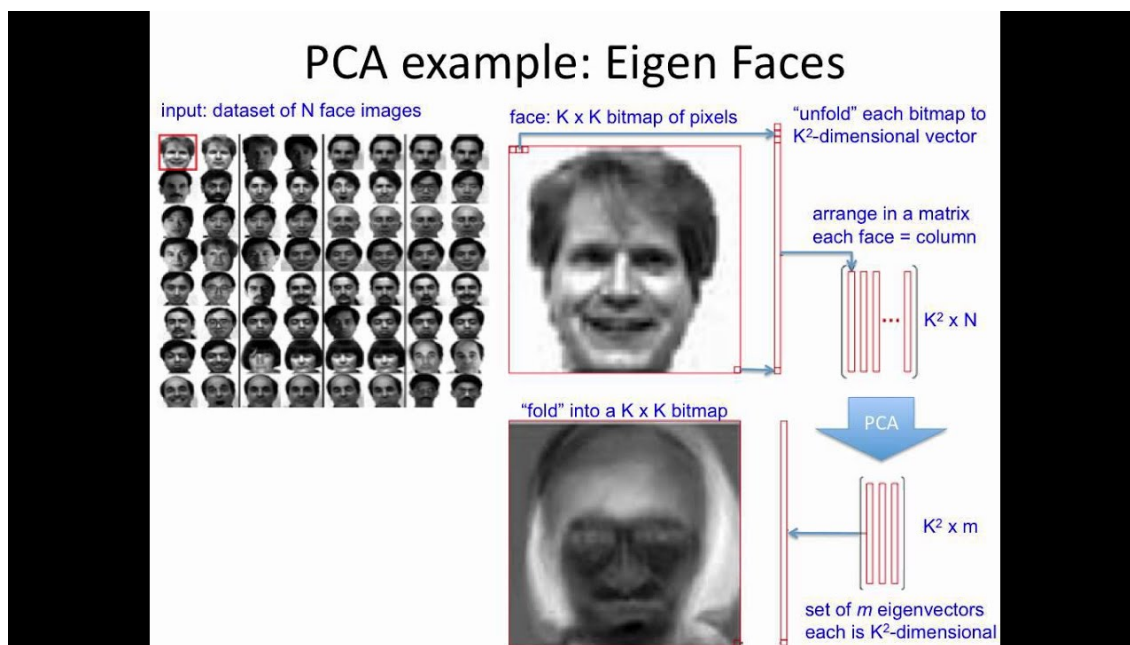 PCA example: Eigen Faces
input: dataset of N face images
face: K x K bitmap of pixels
“unfold” each bitmap to
K²-dimensional vector
arrange in a matrix
each face = column
...
K² x N
PCA
“fold” into a K x K bitmap
K² x m
set of m eigenvectors
each is K²-dimensional